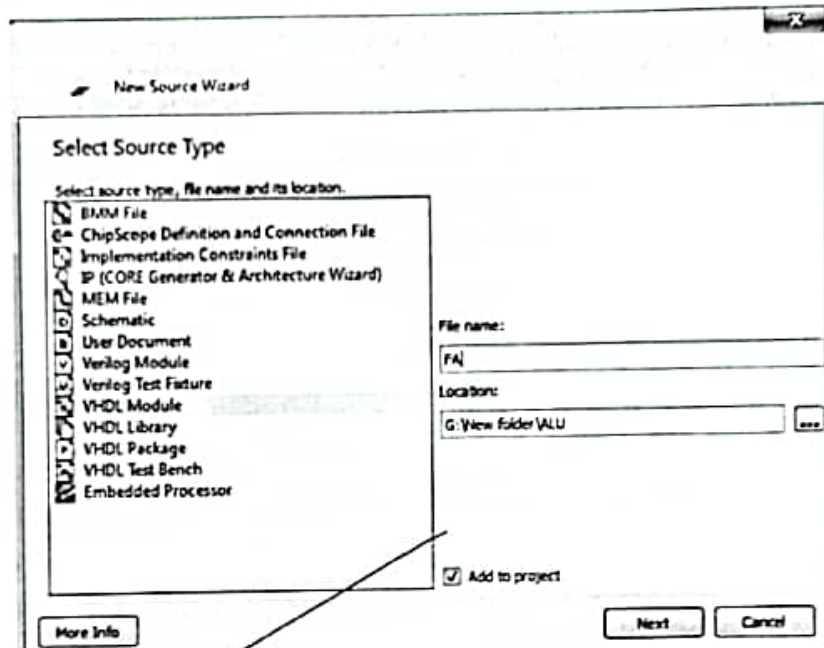 New Source Wizard
Select Source Type
Select source type, file name and its location.
BMM File
ChipScope Definition and Connection File
Implementation Constraints File
IP (CORE Generator & Architecture Wizard)
MEM File
Schematic
User Document
Verilog Module
Verilog Test Fixture
VHDL Module
VHDL Library
VHDL Package
VHDL Test Bench
Embedded Processor
File name:
FA
Location:
G:\New folder\ALU
...
Add to project
More Info
Next
Cancel